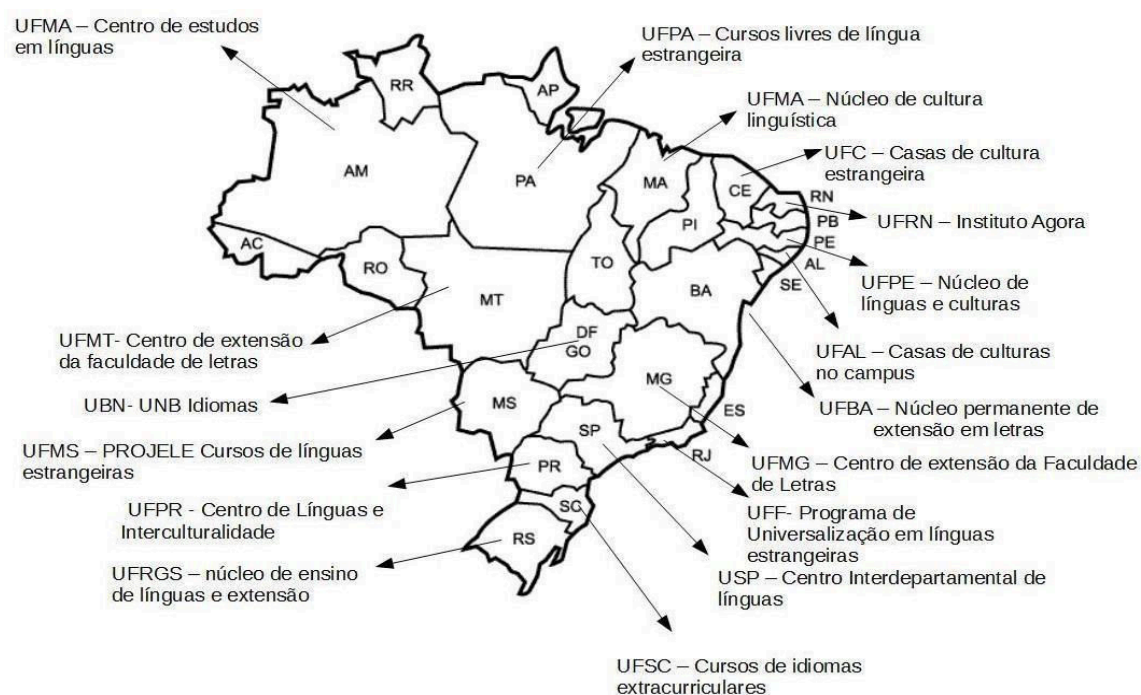 UFMA – Centro de estudos
em línguas
UFPA – Cursos livres de língua
estrangeira
UFMA – Núcleo de cultura
linguística
UFC – Casas de cultura
estrangeira
UFRN – Instituto Agora
UFPE – Núcleo de
línguas e culturas
UFAL – Casas de culturas
no campus
UFBA – Núcleo permanente de
extensão em letras
UFMG – Centro de extensão da Faculdade
de Letras
UFF- Programa de
Universalização em línguas
estrangeiras
USP – Centro Interdepartamental de
línguas
UFSC – Cursos de idiomas
extracurriculares
UFMT- Centro de extensão
da faculdade de letras
UBN- UNB Idiomas
UFMS – PROJELE Cursos de línguas
estrangeiras
UFPR - Centro de Línguas e
Interculturalidade
UFRGS – núcleo de ensino
de línguas e extensão
RR
AP
AM
PA
MA
CE
RN
PB
PE
AL
SE
PI
AC
RO
TO
BA
MT
DF
GO
MG
ES
MS
SP
RJ
PR
SC
RS